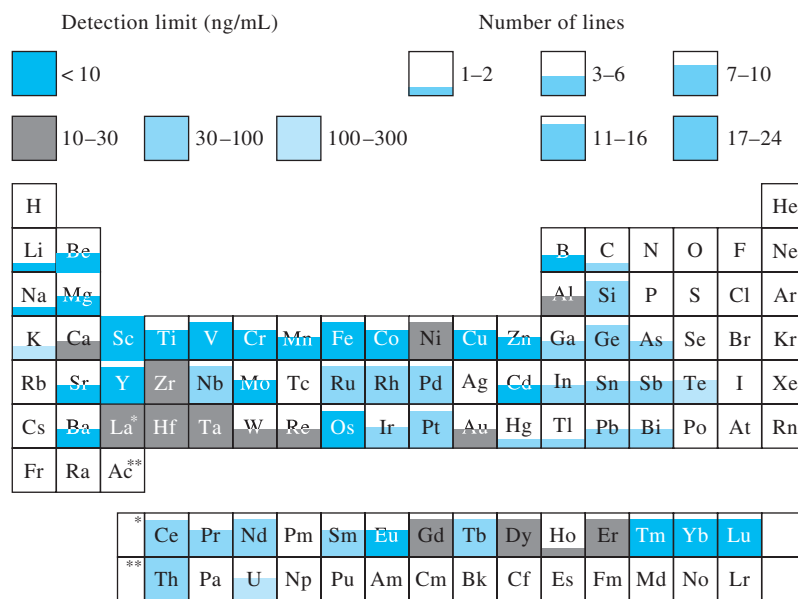 Detection limit (ng/mL) Number of lines
< 10 1–2 3–6 7–10
10–30 30–100 100–300 11–16 17–24
H He
Li Be B C N O F Ne
Na Mg Al Si P S Cl Ar
K Ca Sc Ti V Cr Mn Fe Co Ni Cu Zn Ga Ge As Se Br Kr
Rb Sr Y Zr Nb Mo Tc Ru Rh Pd Ag Cd In Sn Sb Te I Xe
Cs Ba La* Hf Ta W Re Os Ir Pt Au Hg Tl Pb Bi Po At Rn
Fr Ra Ac**
* Ce Pr Nd Pm Sm Eu Gd Tb Dy Ho Er Tm Yb Lu
** Th Pa U Np Pu Am Cm Bk Cf Es Fm Md No Lr